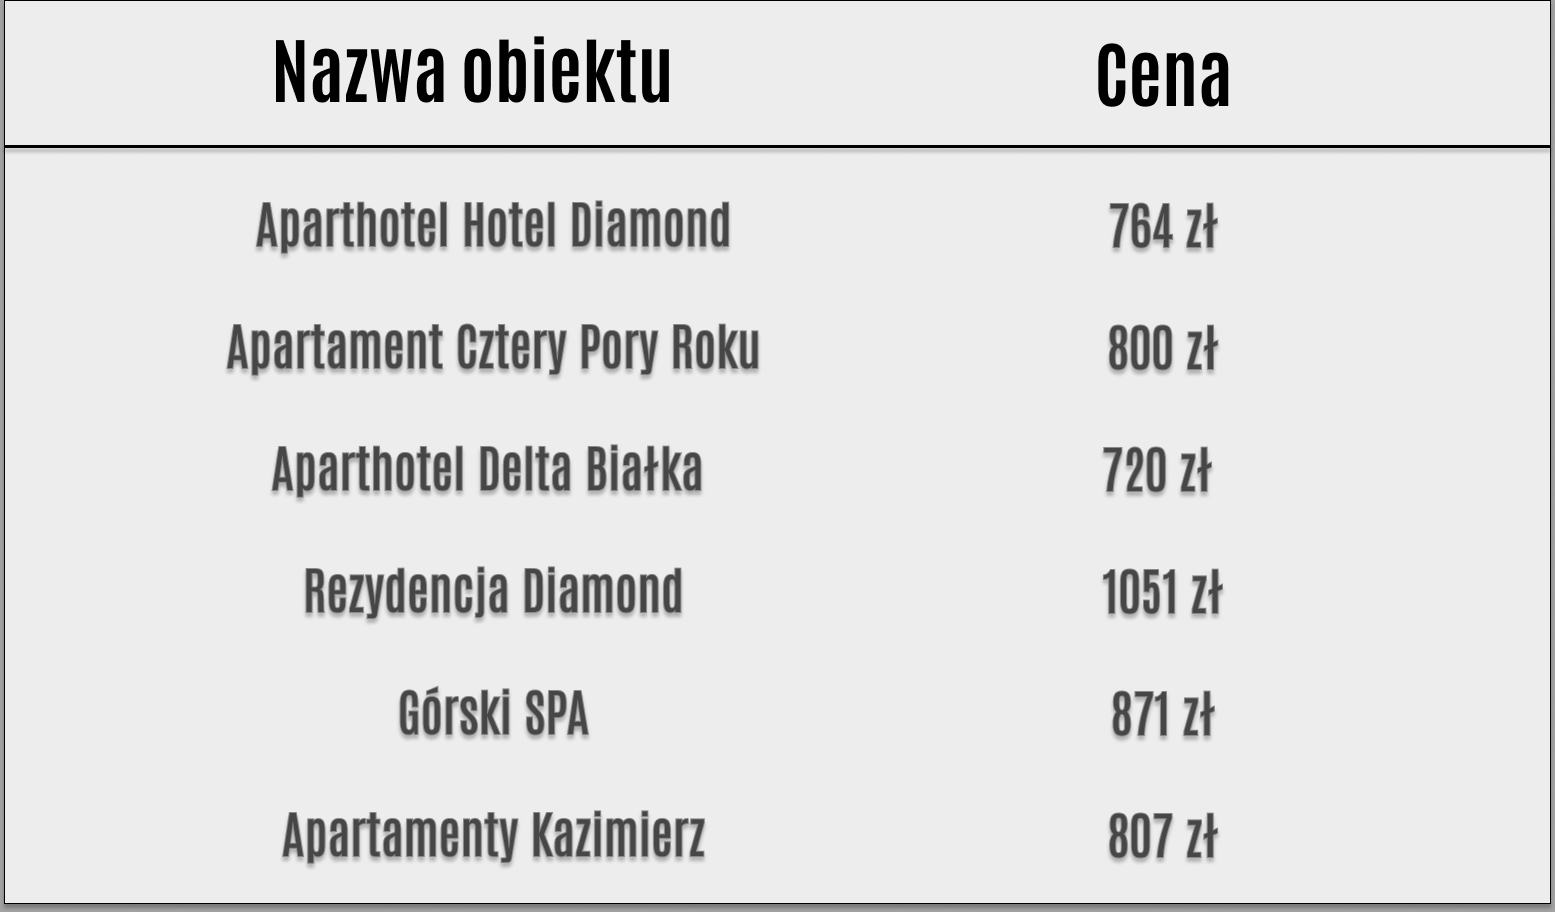 Nazwa obiektu Cena
Aparthotel Hotel Diamond 764 zł
Apartament Cztery Pory Roku 800 zł
Aparthotel Delta Białka 720 zł
Rezydencja Diamond 1051 zł
Górski SPA 871 zł
Apartamenty Kazimierz 807 zł